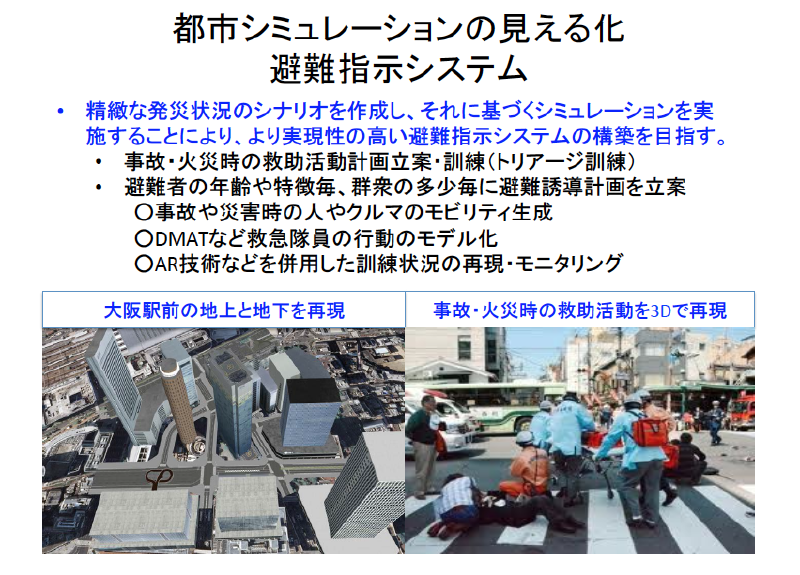 都市シミュレーションの見える化
避難指示システム
• 精緻な発災状況のシナリオを作成し、それに基づくシミュレーションを実
施することにより、より実現性の高い避難指示システムの構築を目指す。
• 事故・火災時の救助活動計画立案・訓練(トリアージ訓練)
• 避難者の年齢や特徴毎、群衆の多少毎に避難誘導計画を立案
〇事故や災害時の人やクルマのモビリティ生成
〇DMATなど救急隊員の行動のモデル化
〇AR技術などを併用した訓練状況の再現・モニタリング
大阪駅前の地上と地下を再現
事故・火災時の救助活動を3Dで再現